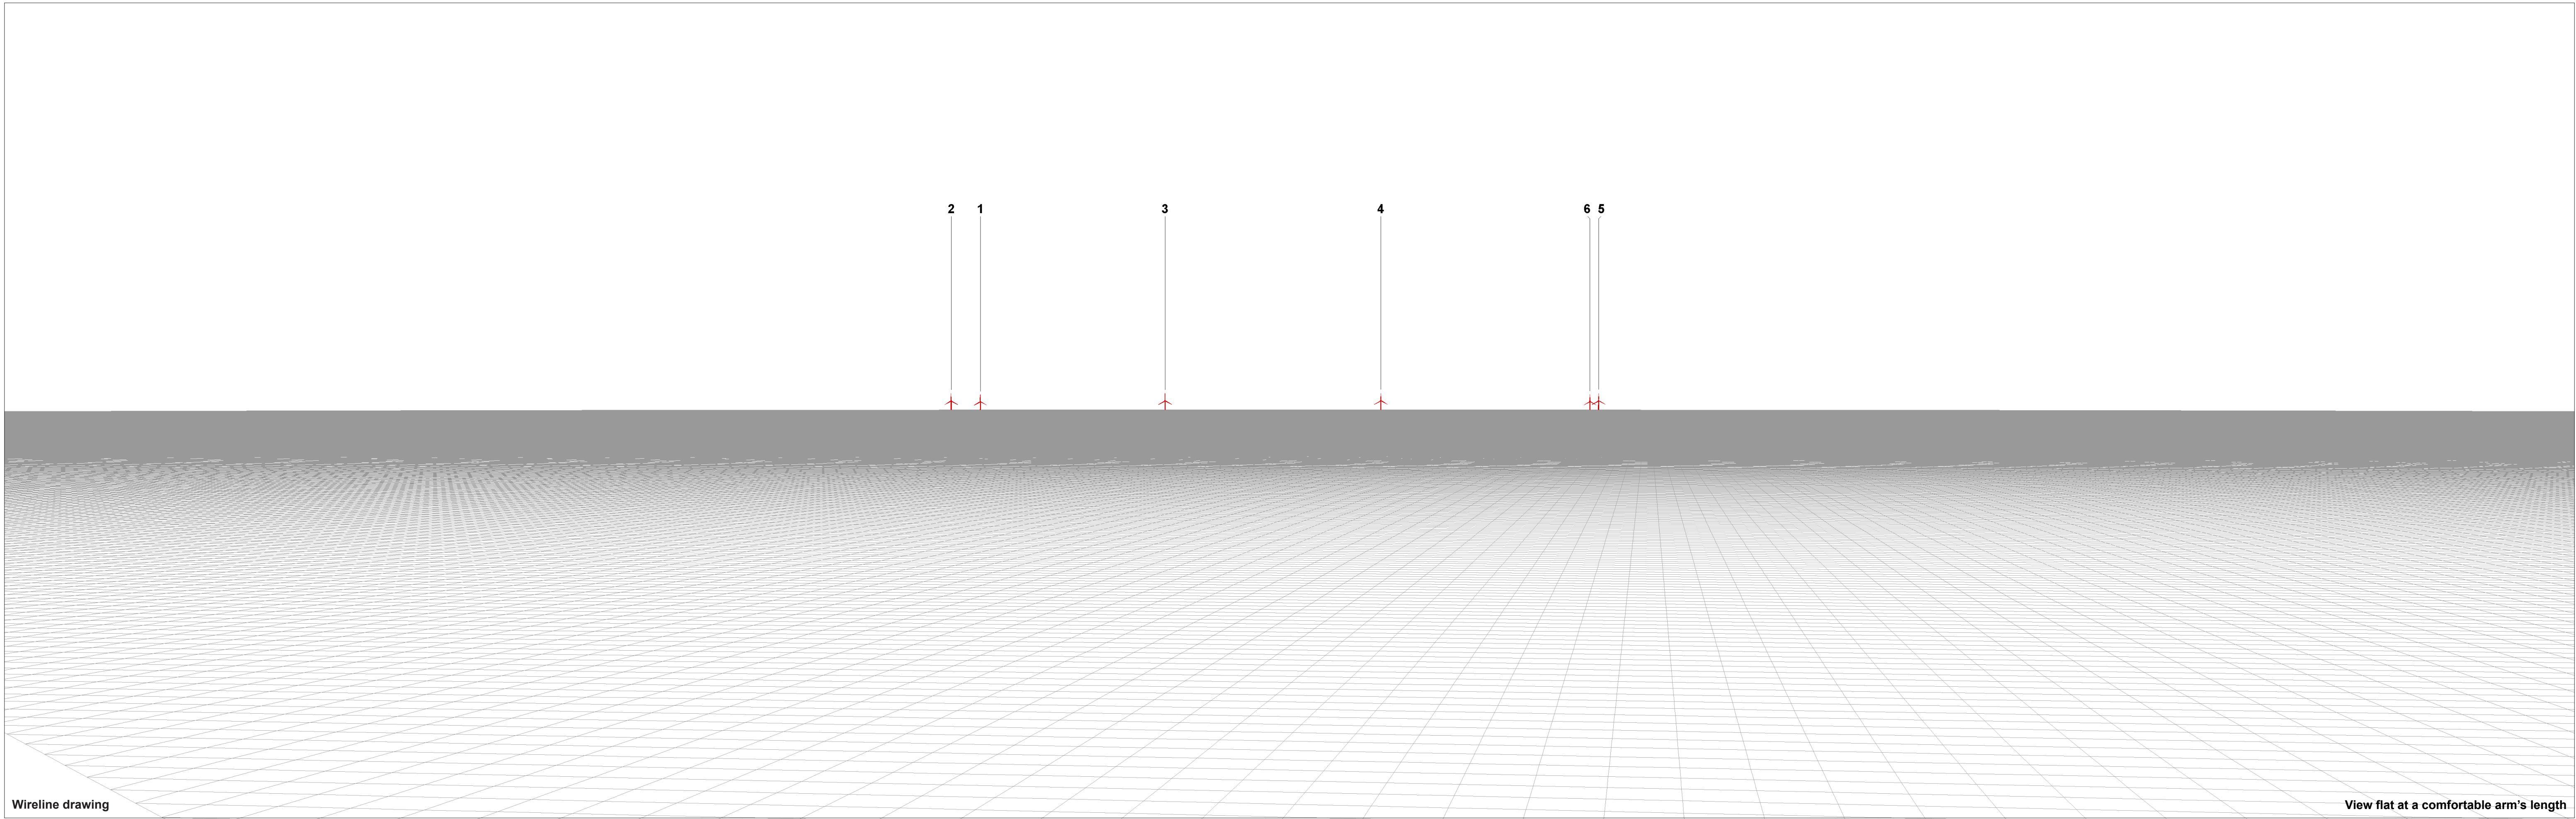 2 1 3 4 6 5
Wireline drawing
View flat at a comfortable arm's length